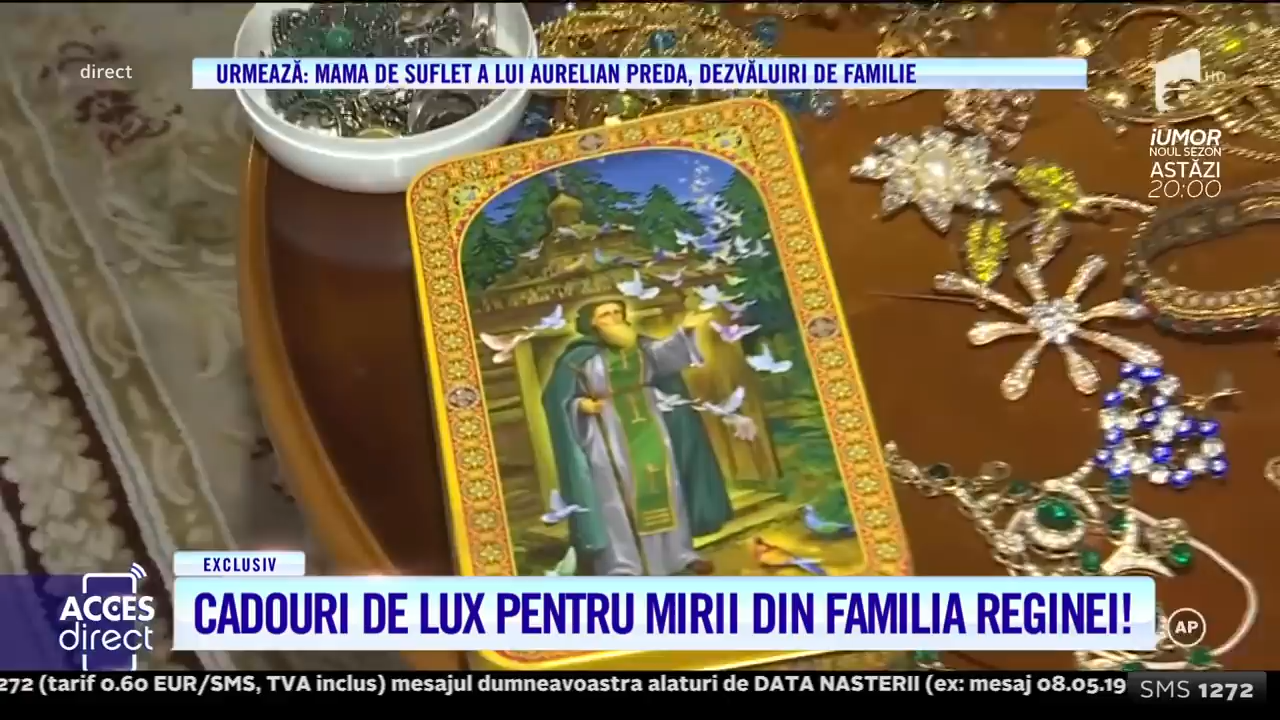 direct
URMEAZĂ: MAMA DE SUFLET A LUI AURELIAN PREDA, DEZVĂLUIRI DE FAMILIE
HD
iUMOR
NOUL SEZON
ASTĂZI
20:00
EXCLUSIV
ACCES
direct
CADOURI DE LUX PENTRU MIRII DIN FAMILIA REGINEI!
AP
272 (tarif 0.60 EUR/SMS, TVA inclus) mesajul dumneavoastra alaturi de DATA NASTERII (ex: mesaj 08.05.19
SMS 1272